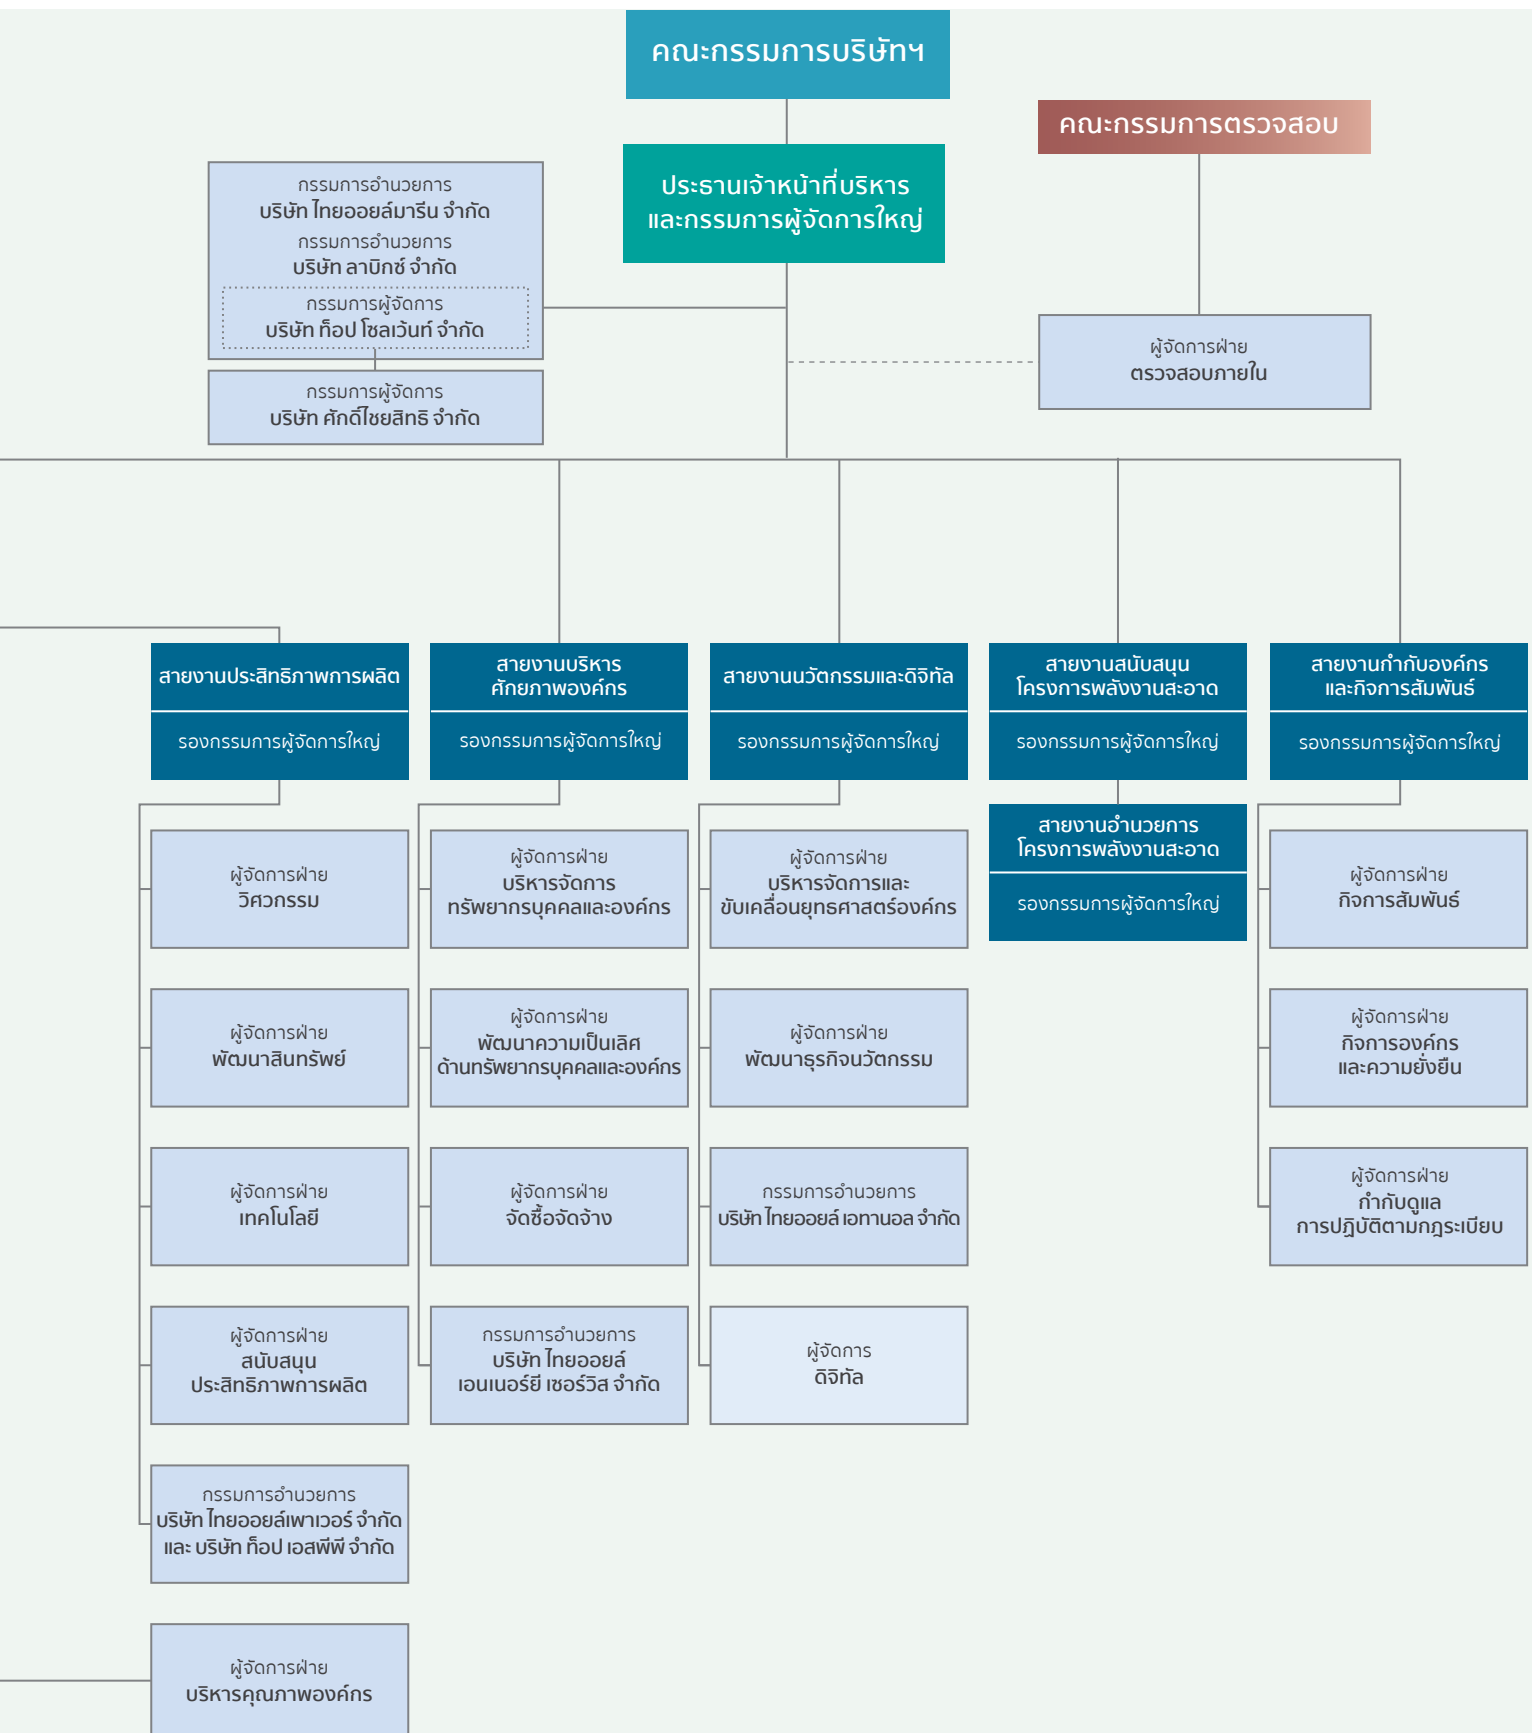 คณะกรรมการบริษัทฯ
คณะกรรมการตรวจสอบ
ประธานเจ้าหน้าที่บริหาร
และกรรมการผู้จัดการใหญ่
กรรมการอำนวยการ
บริษัท ไทยออยล์มารีน จำกัด
กรรมการอำนวยการ
บริษัท ลาบิกซ์ จำกัด
กรรมการผู้จัดการ
บริษัท ท็อป โซลเว้นท์ จำกัด
กรรมการผู้จัดการ
บริษัท ศักดิ์ไชยสิทธิ จำกัด
ผู้จัดการฝ่าย
ตรวจสอบภายใน
สายงานประสิทธิภาพการผลิต
รองกรรมการผู้จัดการใหญ่
ผู้จัดการฝ่าย
วิศวกรรม
ผู้จัดการฝ่าย
พัฒนาสินทรัพย์
ผู้จัดการฝ่าย
เทคโนโลยี
ผู้จัดการฝ่าย
สนับสนุน
ประสิทธิภาพการผลิต
กรรมการอำนวยการ
บริษัท ไทยออยล์เพาเวอร์ จำกัด
และ บริษัท ท็อป เอสพีพี จำกัด
ผู้จัดการฝ่าย
บริหารคุณภาพองค์กร
สายงานบริหาร
ศักยภาพองค์กร
รองกรรมการผู้จัดการใหญ่
ผู้จัดการฝ่าย
บริหารจัดการ
ทรัพยากรบุคคลและองค์กร
ผู้จัดการฝ่าย
พัฒนาความเป็นเลิศ
ด้านทรัพยากรบุคคลและองค์กร
ผู้จัดการฝ่าย
จัดซื้อจัดจ้าง
กรรมการอำนวยการ
บริษัท ไทยออยล์
เอนเนอร์ยี เซอร์วิส จำกัด
สายงานนวัตกรรมและดิจิทัล
รองกรรมการผู้จัดการใหญ่
ผู้จัดการฝ่าย
บริหารจัดการและ
ขับเคลื่อนยุทธศาสตร์องค์กร
ผู้จัดการฝ่าย
พัฒนาธุรกิจนวัตกรรม
กรรมการอำนวยการ
บริษัท ไทยออยล์ เอทานอล จำกัด
ผู้จัดการ
ดิจิทัล
สายงานสนับสนุน
โครงการพลังงานสะอาด
รองกรรมการผู้จัดการใหญ่
สายงานอำนวยการ
โครงการพลังงานสะอาด
รองกรรมการผู้จัดการใหญ่
สายงานกำกับองค์กร
และกิจการสัมพันธ์
รองกรรมการผู้จัดการใหญ่
ผู้จัดการฝ่าย
กิจการสัมพันธ์
ผู้จัดการฝ่าย
กิจการองค์กร
และความยั่งยืน
ผู้จัดการฝ่าย
กำกับดูแล
การปฏิบัติตามกฎระเบียบ